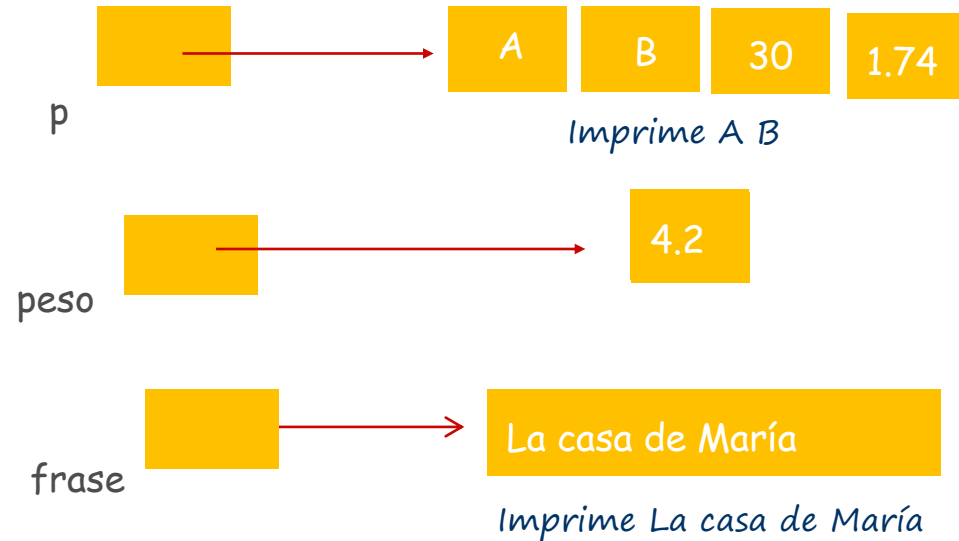 A B 30 1.74
p
Imprime A B
4.2
peso
La casa de María
frase
Imprime La casa de María